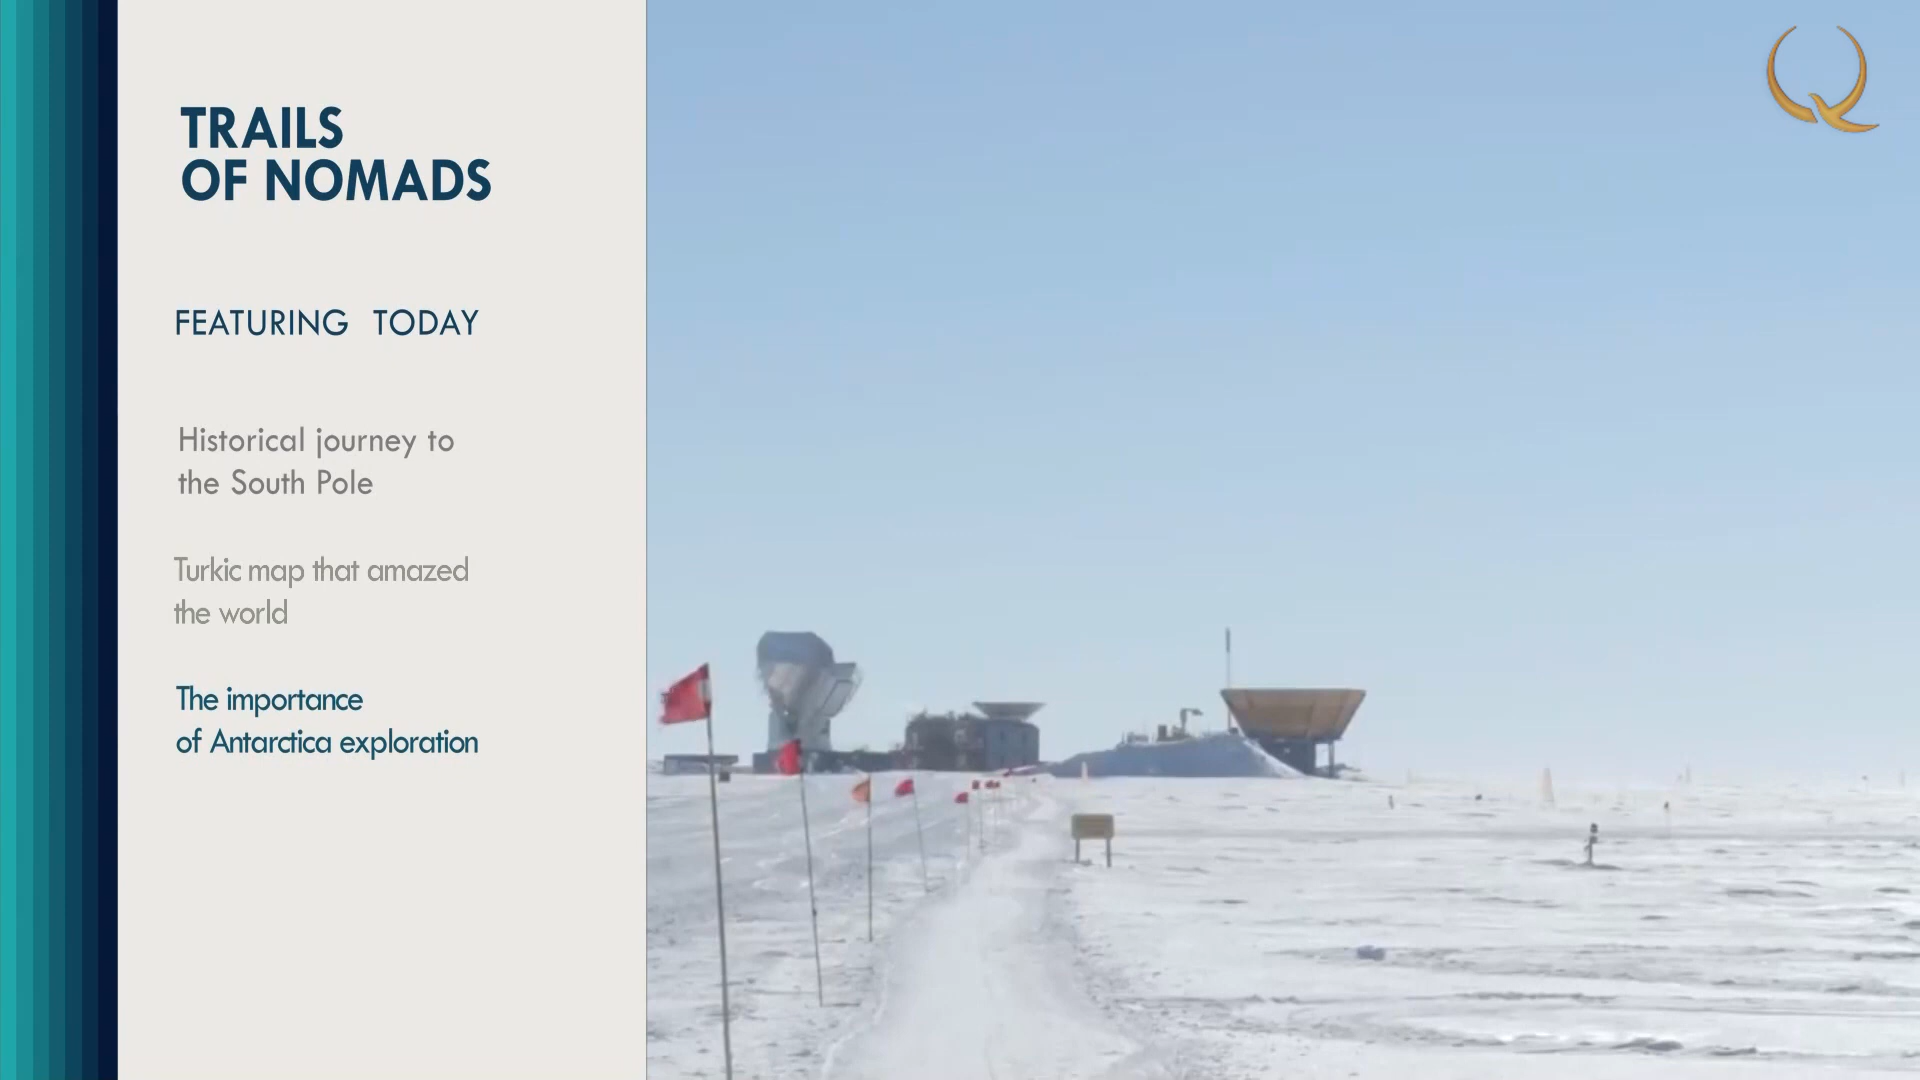 TRAILS
OF NOMADS
FEATURING TODAY
Historical journey to
the South Pole
Turkic map that amazed
the world
The importance
of Antarctica exploration